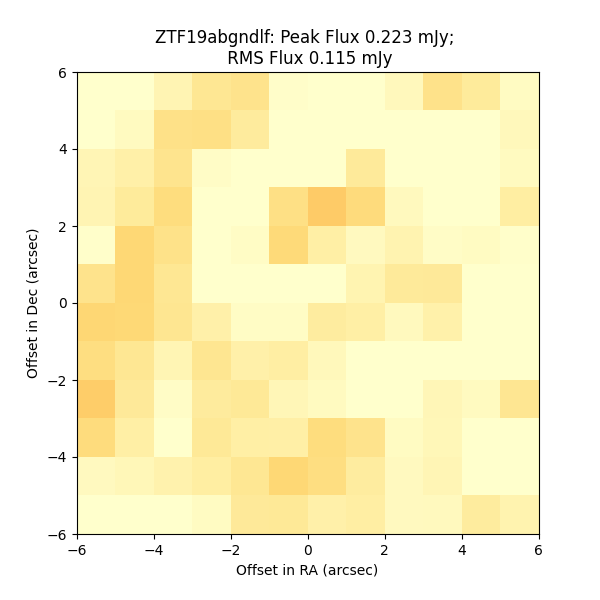 ZTF19abgndlf: Peak Flux 0.223 mJy;
RMS Flux 0.115 mJy
6
4
2
0
−2
−4
−6
Offset in Dec (arcsec)
−6 −4 −2 0 2 4 6
Offset in RA (arcsec)